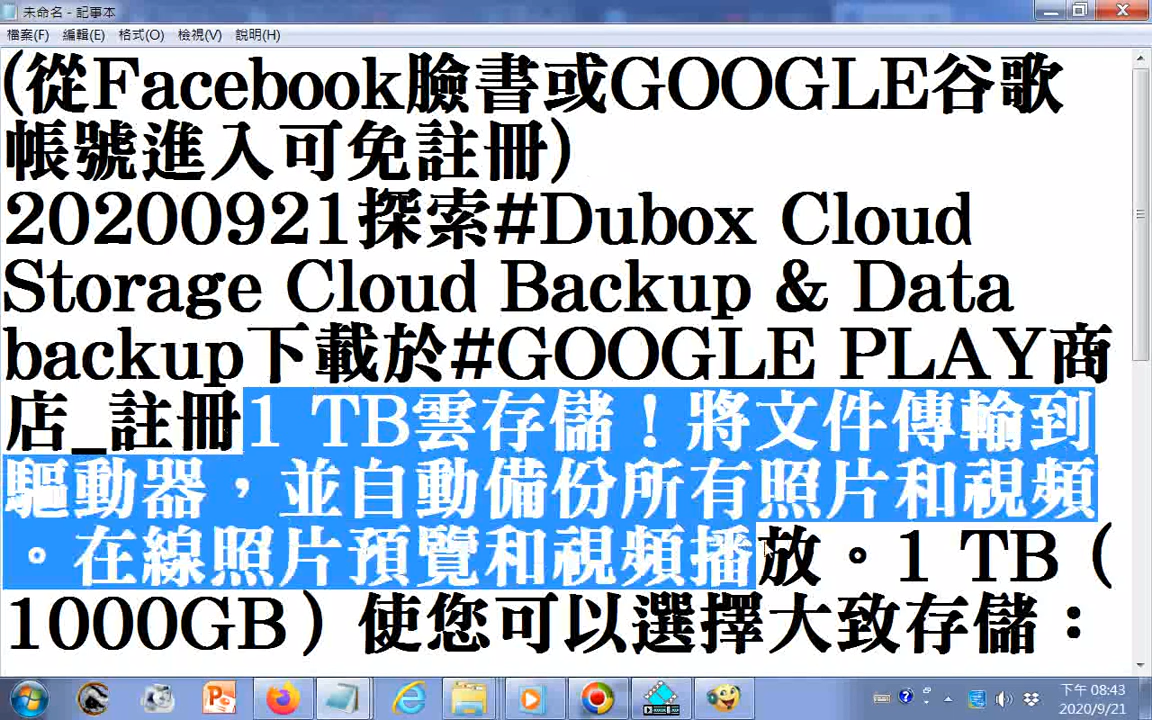 未命名 - 記事本
檔案(F) 編輯(E) 格式(O) 檢視(V) 說明(H)
(從Facebook臉書或GOOGLE谷歌
帳號進入可免註冊)
20200921探索#Dubox Cloud
Storage Cloud Backup & Data
backup下載於#GOOGLE PLAY商
店_註冊1 TB雲存儲！將文件傳輸到
驅動器，並自動備份所有照片和視頻
。在線照片預覽和視頻播放。1 TB（
1000GB）使您可以選擇大致存儲：
下午 08:43
2020/9/21